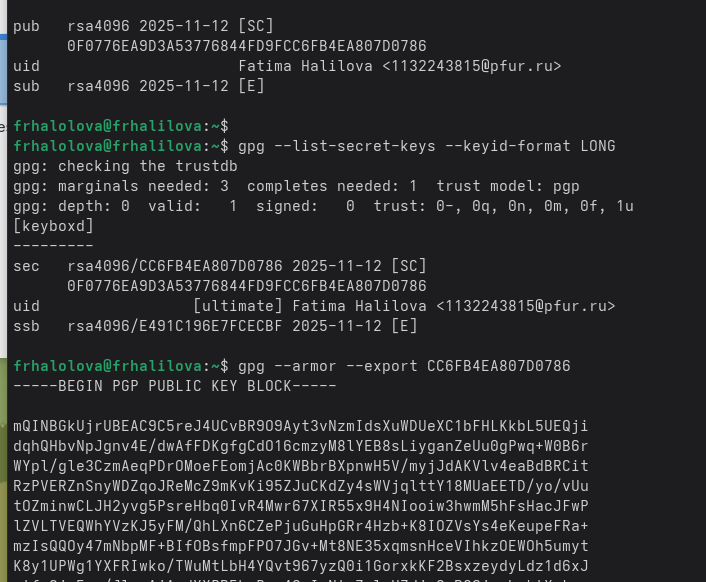 pub   rsa4096 2025-11-12 [SC]
      0F0776EA9D3A53776844FD9FCC6FB4EA807D0786
uid                      Fatima Halilova <1132243815@pfur.ru>
sub   rsa4096 2025-11-12 [E]
frhalolova@frhalilova:~$
frhalolova@frhalilova:~$ gpg --list-secret-keys --keyid-format LONG
gpg: checking the trustdb
gpg: marginals needed: 3  completes needed: 1  trust model: pgp
gpg: depth: 0  valid:   1  signed:   0  trust: 0-, 0q, 0n, 0m, 0f, 1u
[keyboxd]
---------
sec   rsa4096/CC6FB4EA807D0786 2025-11-12 [SC]
      0F0776EA9D3A53776844FD9FCC6FB4EA807D0786
uid                 [ultimate] Fatima Halilova <1132243815@pfur.ru>
ssb   rsa4096/E491C196E7FCECBF 2025-11-12 [E]
frhalolova@frhalilova:~$ gpg --armor --export CC6FB4EA807D0786
-----BEGIN PGP PUBLIC KEY BLOCK-----
mQINBGkUjrUBEAC9C5reJ4UCvBR9O9Ayt3vNzmIdsXuWDUeXC1bFHLKkbL5UEQji
dqhQHbvNpJgnv4E/dwAfFDKgfgCdO16cmzyM8lYEB8sLiyganZeUu0gPwq+W0B6r
WYpl/gle3CzmAeqPDrOMoeFEomjAc0KWBbrBXpnwH5V/myjJdAKVlv4eaBdBRCit
RzPVERZnSnyWDZqoJReMcZ9mKvKi95ZJuCKdZy4sWVjqlttY18MUaEETD/yo/vUu
tOZminwCLJH2yvg5PsreHbq0IvR4Mwr67XIR55x9H4NIooiw3hwmM5hFsHacJFwP
lZVLTVEQWhYVzKJ5yFM/QhLXn6CZePjuGuHpGRr4Hzb+K8IOZVsYs4eKeupeFRa+
mzIsQQOy47mNbpMF+BIfOBsfmpFPO7JGv+Mt8NE35xqmsnHceVIhkzOEWOh5umyt
K8y1UPWg1YXFRIwko/TWuMtLbH4YQvt967yzQ0i1GorxkKF2BsxzeydyLdz1d6xJ